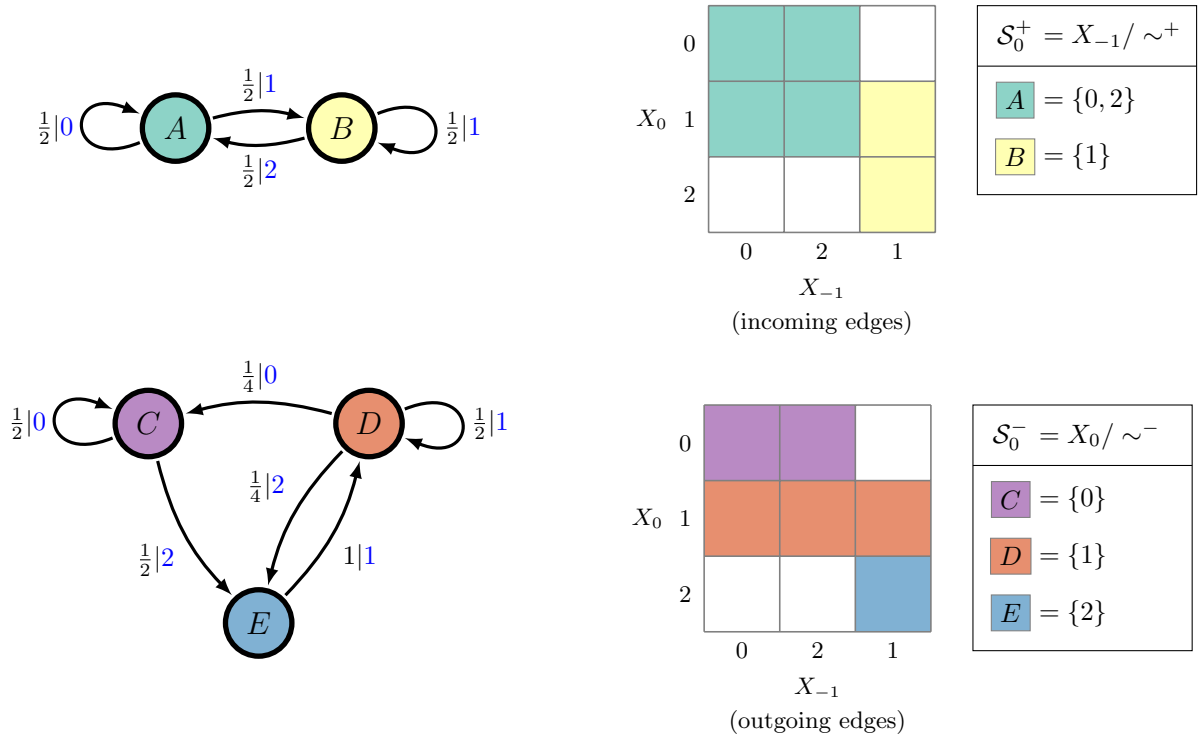 ½|0
A
½|1
½|2
B
½|1
X₀
0
1
2
0 2 1
X₋₁
(incoming edges)
𝒮₀⁺ = X₋₁/ ∼⁺
A = {0, 2}
B = {1}
½|0
C
¼|0
D
½|1
¼|2
½|2
1|1
E
X₀
0
1
2
0 2 1
X₋₁
(outgoing edges)
𝒮₀⁻ = X₀/ ∼⁻
C = {0}
D = {1}
E = {2}